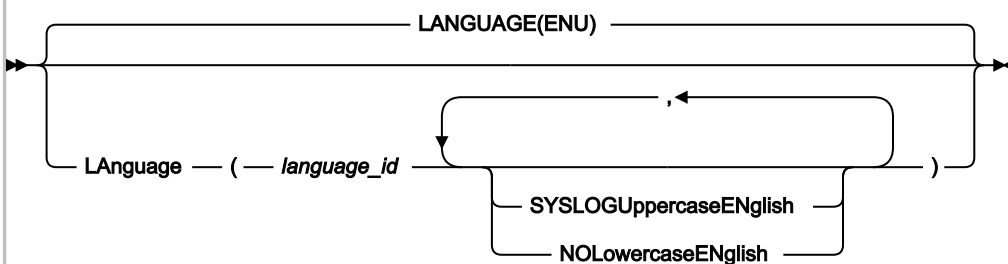 LANGUAGE(ENU)
,
LAnguage ( language_id )
SYSLOGUppercaseENglish
NOLowercaseENglish